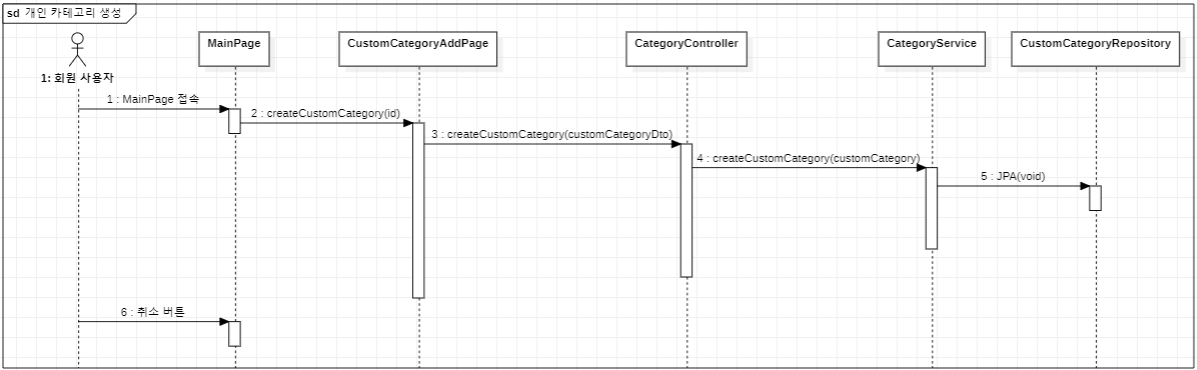 sd 개인 카테고리 생성
MainPage
CustomCategoryAddPage
CategoryController
CategoryService
CustomCategoryRepository
1: 회원 사용자
1 : MainPage 접속
2 : createCustomCategory(id)
3 : createCustomCategory(customCategoryDto)
4 : createCustomCategory(customCategory)
5 : JPA(void)
6 : 취소 버튼